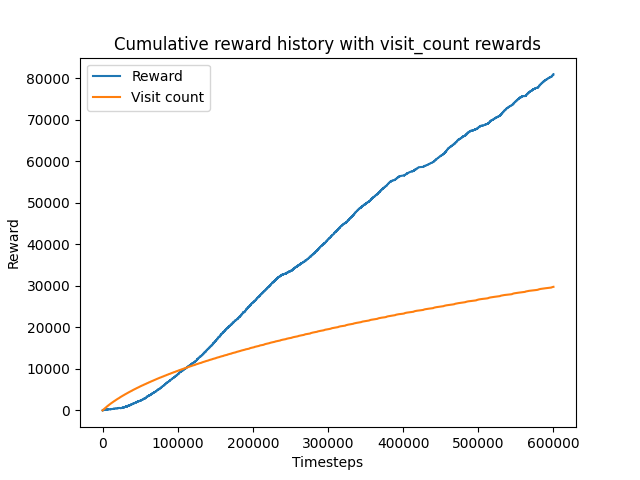 Cumulative reward history with visit_count rewards
Reward
Visit count
80000
70000
60000
50000
40000
30000
20000
10000
0
Reward
0 100000 200000 300000 400000 500000 600000
Timesteps